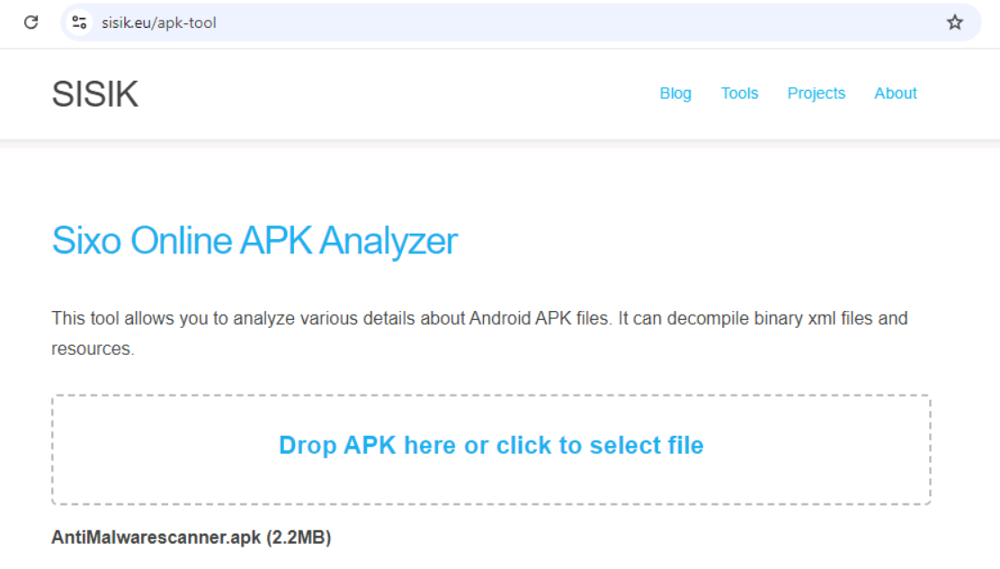 sisik.eu/apk-tool
SISIK
Blog Tools Projects About
Sixo Online APK Analyzer
This tool allows you to analyze various details about Android APK files. It can decompile binary xml files and
resources.
Drop APK here or click to select file
AntiMalwarescanner.apk (2.2MB)